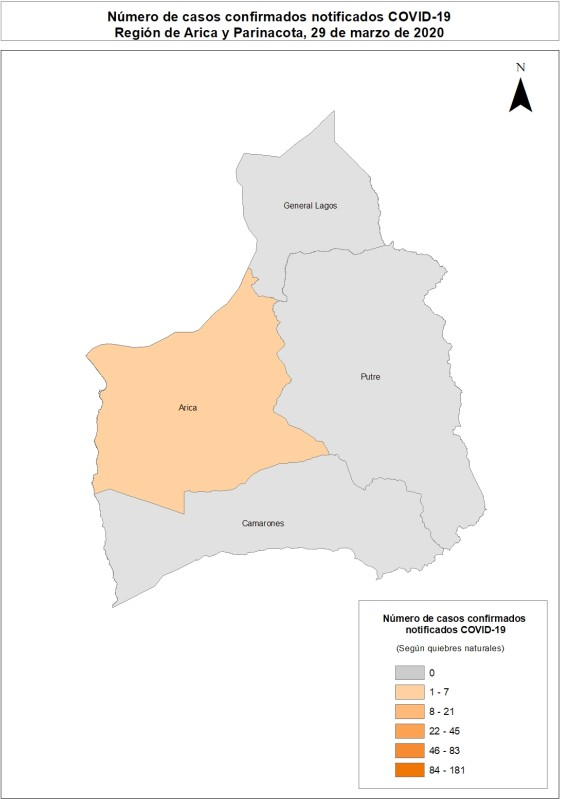 Número de casos confirmados notificados COVID-19
Región de Arica y Parinacota, 29 de marzo de 2020
N
General Lagos
Putre
Arica
Camarones
Número de casos confirmados
notificados COVID-19
(Según quiebres naturales)
0
1 - 7
8 - 21
22 - 45
46 - 83
84 - 181